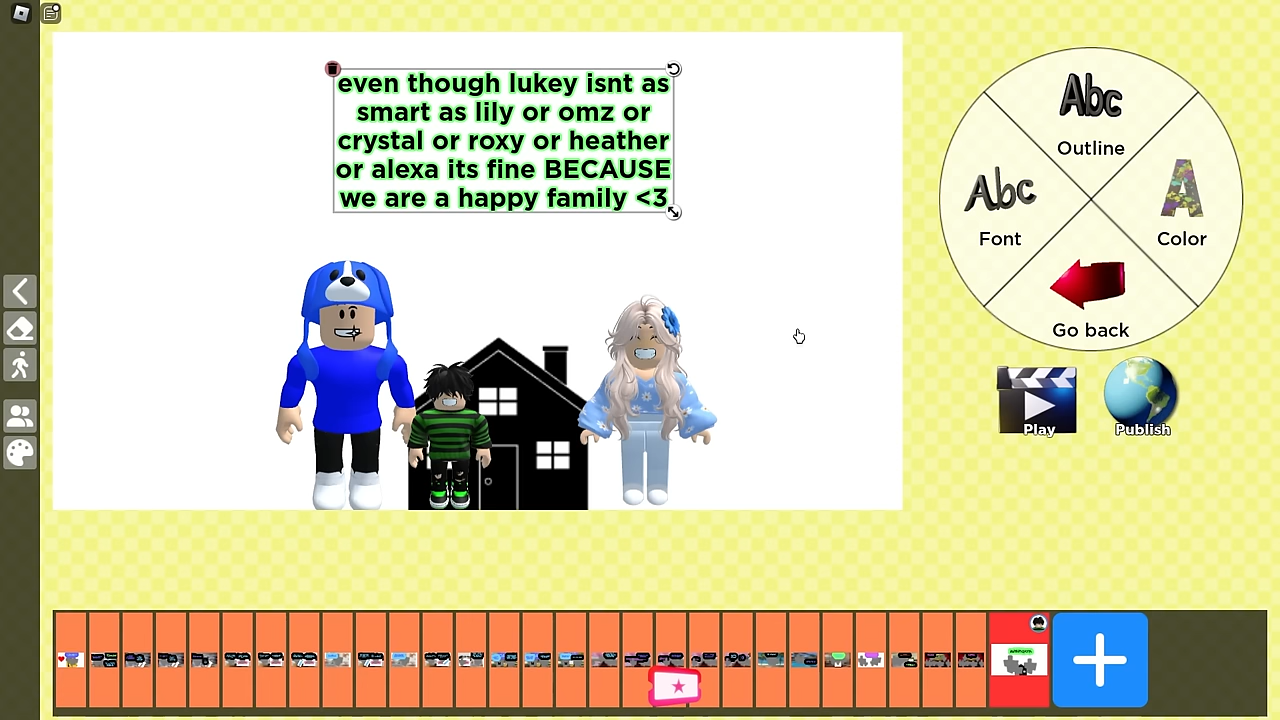 even though lukey isnt as
smart as lily or omz or
crystal or roxy or heather
or alexa its fine BECAUSE
we are a happy family <3
Abc
Outline
Abc
Font
A
Color
Go back
Play
Publish